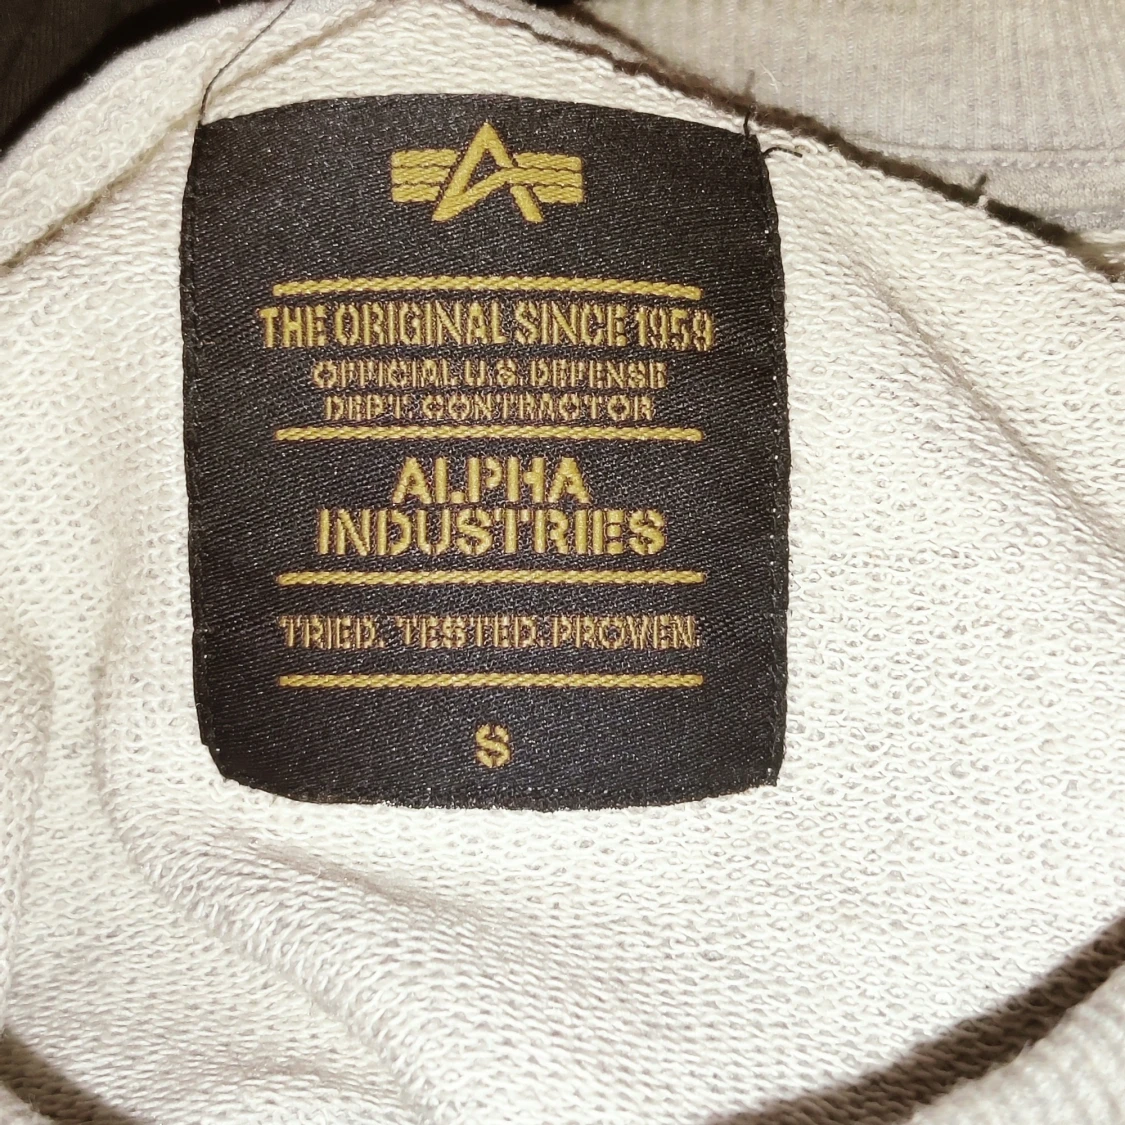 THE ORIGINAL SINCE 1959
OFFICIAL U.S. DEFENSE
DEPT. CONTRACTOR
ALPHA
INDUSTRIES
TRIED. TESTED. PROVEN.
S